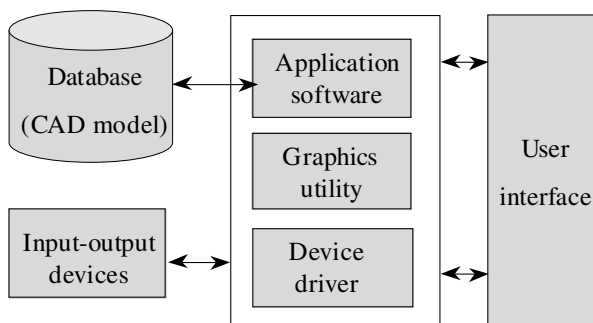 Database
(CAD model)
Application
software
Graphics
utility
User
interface
Input-output
devices
Device
driver